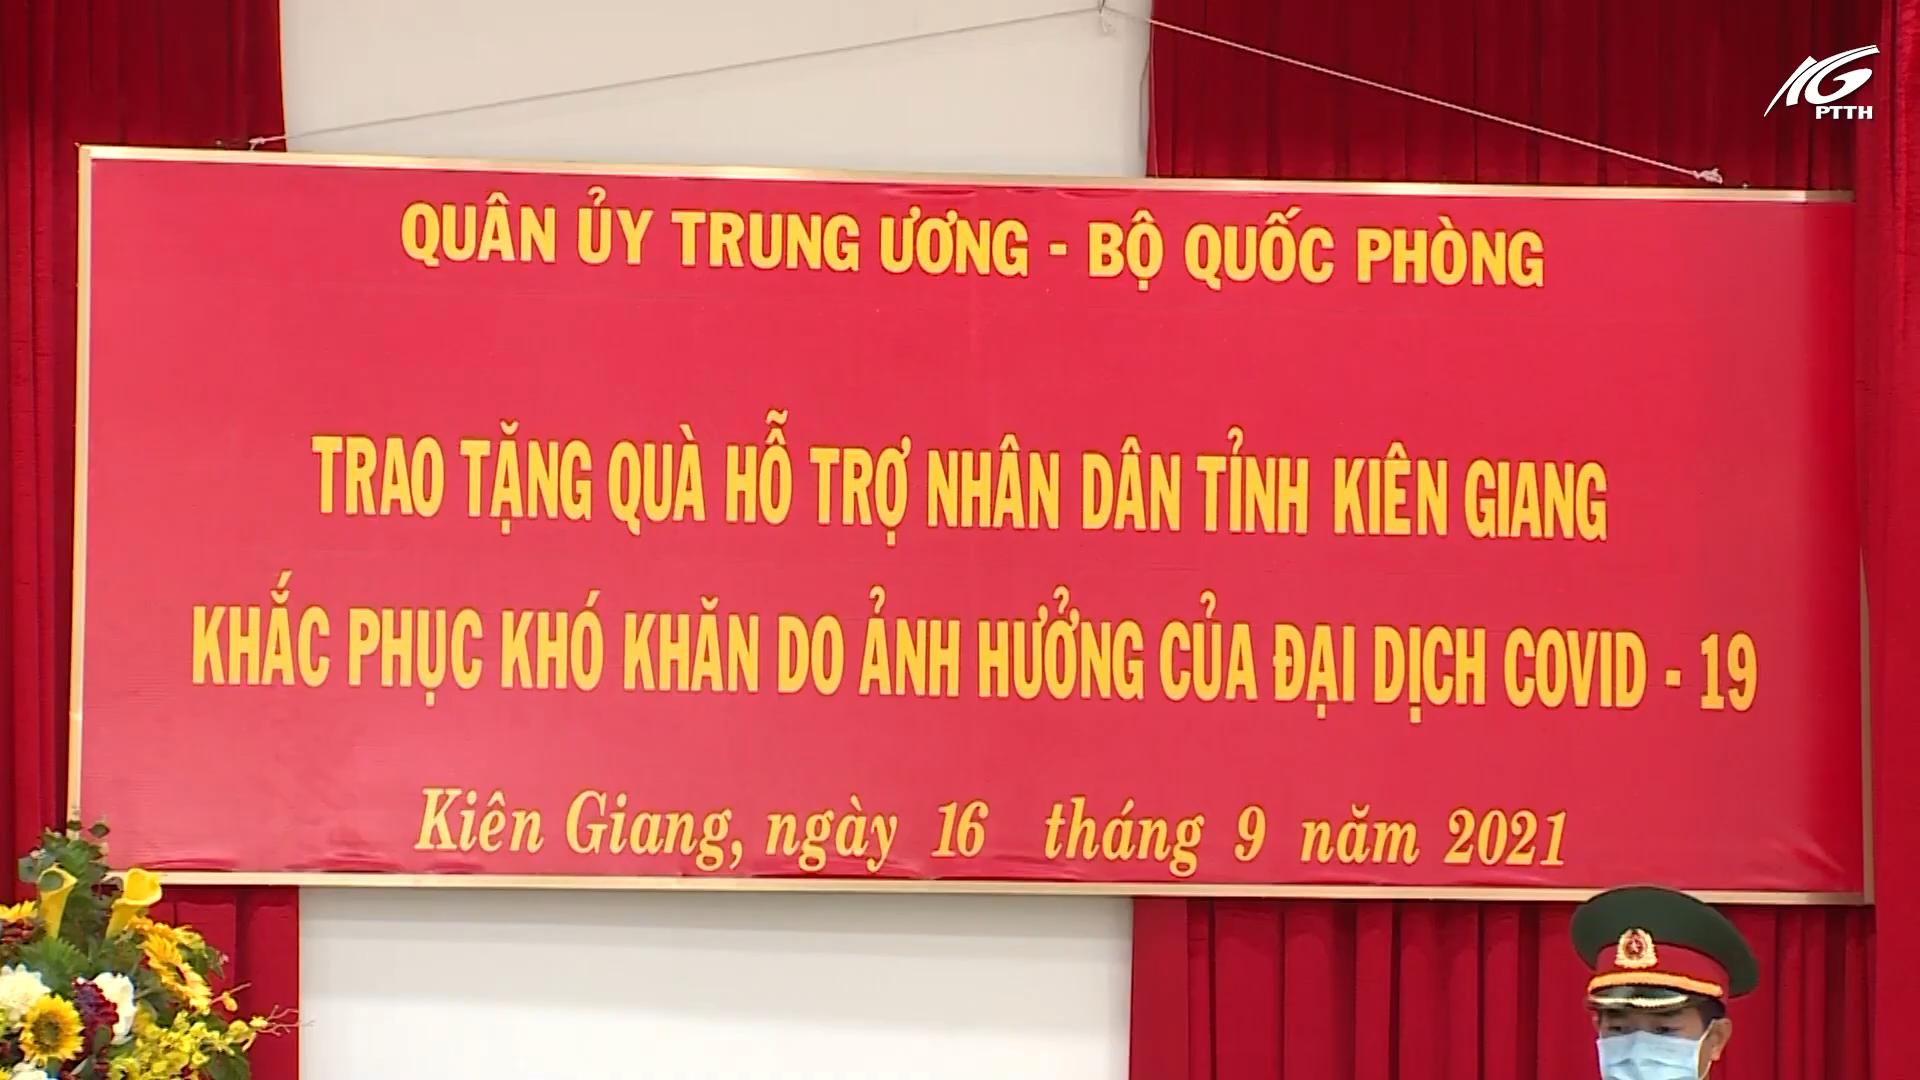 KG
PTTH
QUÂN ỦY TRUNG ƯƠNG - BỘ QUỐC PHÒNG
TRAO TẶNG QUÀ HỖ TRỢ NHÂN DÂN TỈNH KIÊN GIANG
KHẮC PHỤC KHÓ KHĂN DO ẢNH HƯỞNG CỦA ĐẠI DỊCH COVID - 19
Kiên Giang, ngày 16 tháng 9 năm 2021